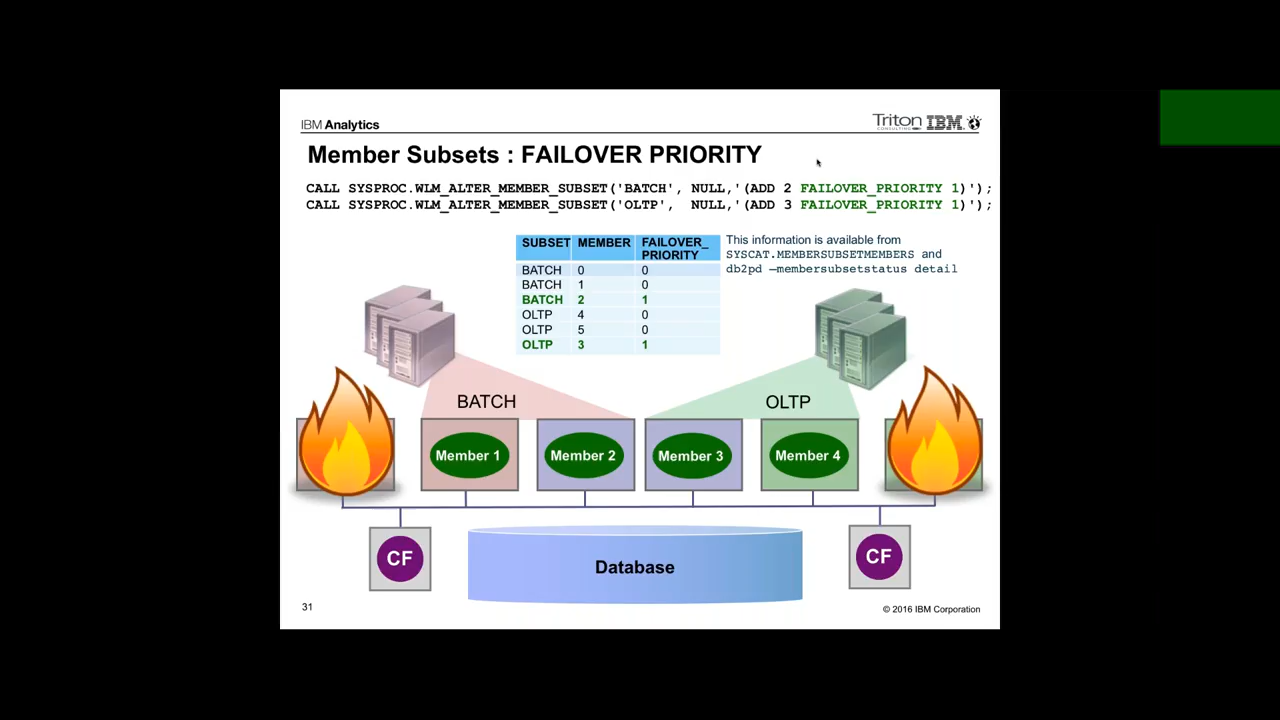 IBM Analytics
Triton
CONSULTING
IBM
Member Subsets : FAILOVER PRIORITY
CALL SYSPROC.WLM_ALTER_MEMBER_SUBSET('BATCH', NULL,'(ADD 2 FAILOVER_PRIORITY 1)');
CALL SYSPROC.WLM_ALTER_MEMBER_SUBSET('OLTP', NULL,'(ADD 3 FAILOVER_PRIORITY 1)');
SUBSET MEMBER FAILOVER_
PRIORITY
BATCH 0 0
BATCH 1 0
BATCH 2 1
OLTP 4 0
OLTP 5 0
OLTP 3 1
This information is available from
SYSCAT.MEMBERSUBSETMEMBERS and
db2pd –membersubsetstatus detail
BATCH
OLTP
Member 1
Member 2
Member 3
Member 4
CF
Database
CF
31
© 2016 IBM Corporation